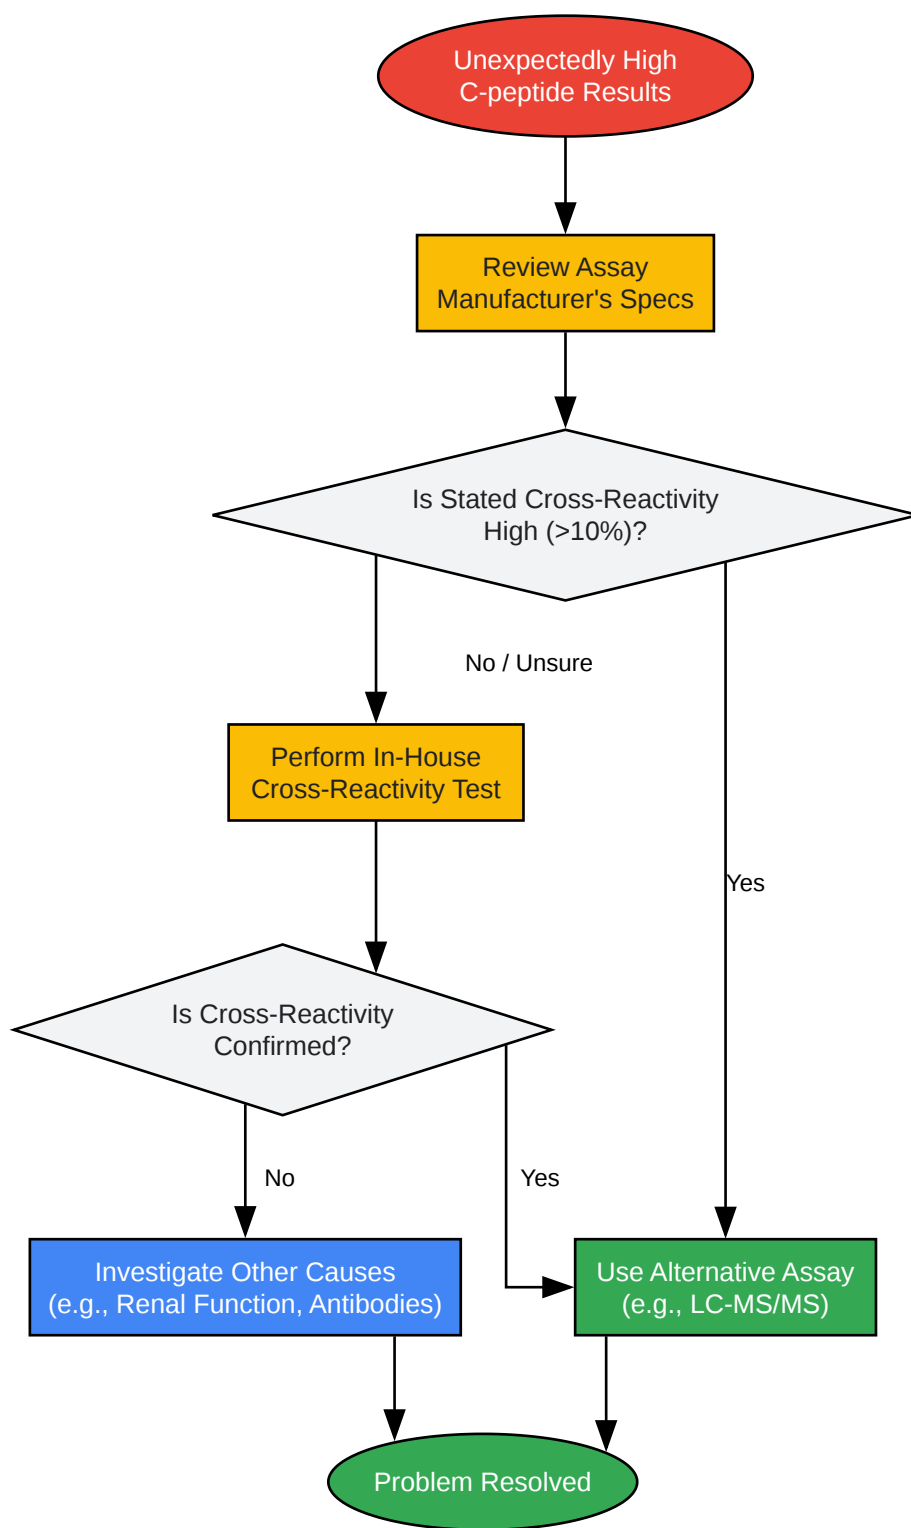 Unexpectedly High
C-peptide Results
Review Assay
Manufacturer's Specs
Is Stated Cross-Reactivity
High (>10%)?
No / Unsure
Perform In-House
Cross-Reactivity Test
Yes
Is Cross-Reactivity
Confirmed?
No
Yes
Investigate Other Causes
(e.g., Renal Function, Antibodies)
Use Alternative Assay
(e.g., LC-MS/MS)
Problem Resolved